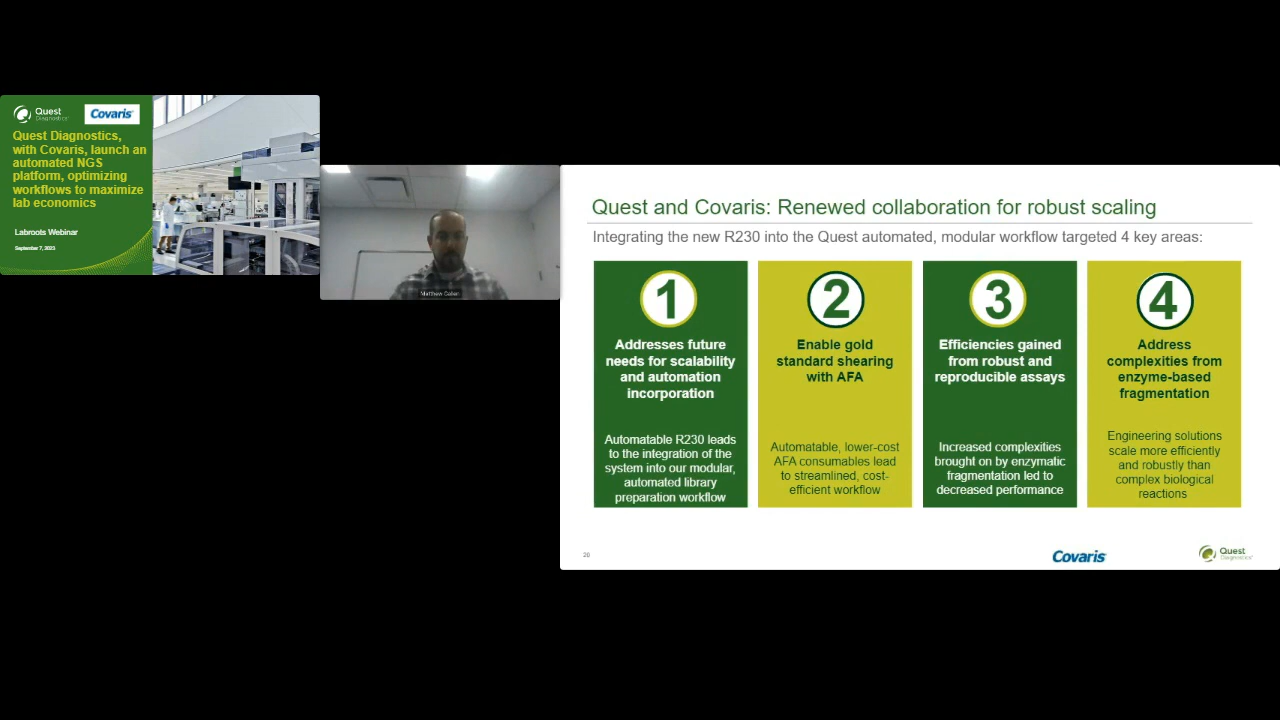 Quest
Diagnostics
Covaris
Quest Diagnostics,
with Covaris, launch an
automated NGS
platform, optimizing
workflows to maximize
lab economics
Labroots Webinar
September 7, 2023
Quest and Covaris: Renewed collaboration for robust scaling
Integrating the new R230 into the Quest automated, modular workflow targeted 4 key areas:
1
Addresses future
needs for scalability
and automation
incorporation
Automatable R230 leads
to the integration of the
system into our modular,
automated library
preparation workflow
2
Enable gold
standard shearing
with AFA
Automatable, lower-cost
AFA consumables lead
to streamlined, cost-
efficient workflow
3
Efficiencies gained
from robust and
reproducible assays
Increased complexities
brought on by enzymatic
fragmentation led to
decreased performance
4
Address
complexities from
enzyme-based
fragmentation
Engineering solutions
scale more efficiently
and robustly than
complex biological
reactions
Covaris
Quest
Diagnostics